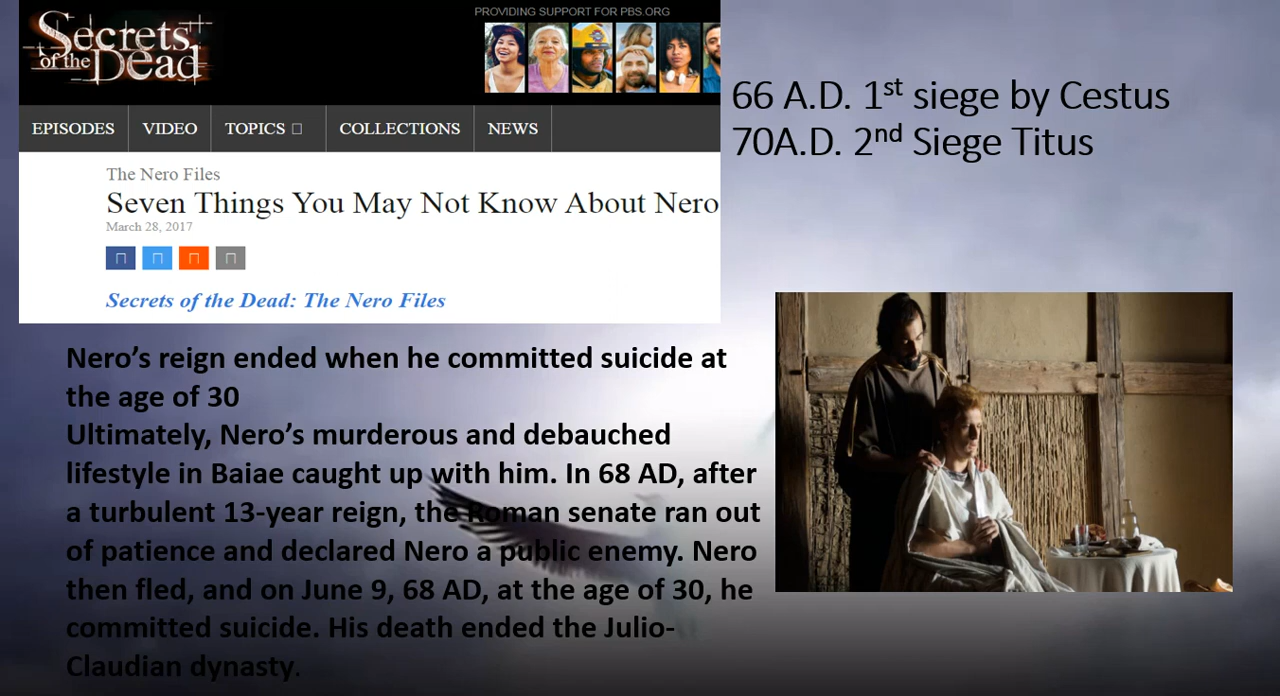 Secrets
of the Dead
PROVIDING SUPPORT FOR PBS.ORG
EPISODES VIDEO TOPICS COLLECTIONS NEWS
The Nero Files
Seven Things You May Not Know About Nero
March 28, 2017
Secrets of the Dead: The Nero Files
66 A.D. 1st siege by Cestus
70A.D. 2nd Siege Titus
Nero’s reign ended when he committed suicide at
the age of 30
Ultimately, Nero’s murderous and debauched
lifestyle in Baiae caught up with him. In 68 AD, after
a turbulent 13-year reign, the Roman senate ran out
of patience and declared Nero a public enemy. Nero
then fled, and on June 9, 68 AD, at the age of 30, he
committed suicide. His death ended the Julio-
Claudian dynasty.